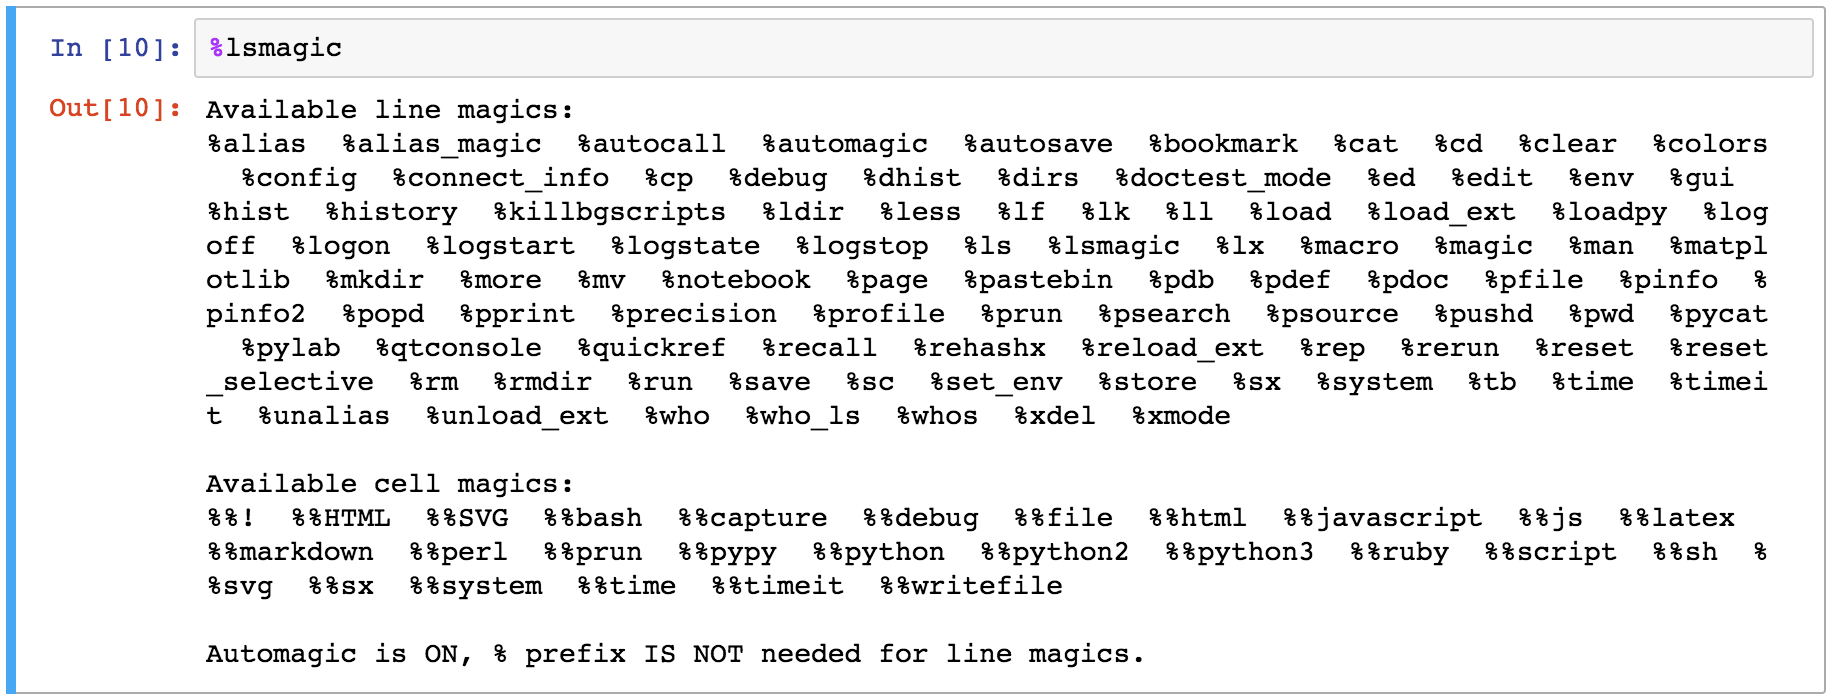 In [10]: %lsmagic
Out[10]: Available line magics:
%alias  %alias_magic  %autocall  %automagic  %autosave  %bookmark  %cat  %cd  %clear  %colors
  %config  %connect_info  %cp  %debug  %dhist  %dirs  %doctest_mode  %ed  %edit  %env  %gui
%hist  %history  %killbgscripts  %ldir  %less  %lf  %lk  %ll  %load  %load_ext  %loadpy  %log
off  %logon  %logstart  %logstate  %logstop  %ls  %lsmagic  %lx  %macro  %magic  %man  %matpl
otlib  %mkdir  %more  %mv  %notebook  %page  %pastebin  %pdb  %pdef  %pdoc  %pfile  %pinfo  %
pinfo2  %popd  %pprint  %precision  %profile  %prun  %psearch  %psource  %pushd  %pwd  %pycat
  %pylab  %qtconsole  %quickref  %recall  %rehashx  %reload_ext  %rep  %rerun  %reset  %reset
_selective  %rm  %rmdir  %run  %save  %sc  %set_env  %store  %sx  %system  %tb  %time  %timei
t  %unalias  %unload_ext  %who  %who_ls  %whos  %xdel  %xmode
Available cell magics:
%%!  %%HTML  %%SVG  %%bash  %%capture  %%debug  %%file  %%html  %%javascript  %%js  %%latex
%%markdown  %%perl  %%prun  %%pypy  %%python  %%python2  %%python3  %%ruby  %%script  %%sh  %
%svg  %%sx  %%system  %%time  %%timeit  %%writefile
Automagic is ON, % prefix IS NOT needed for line magics.